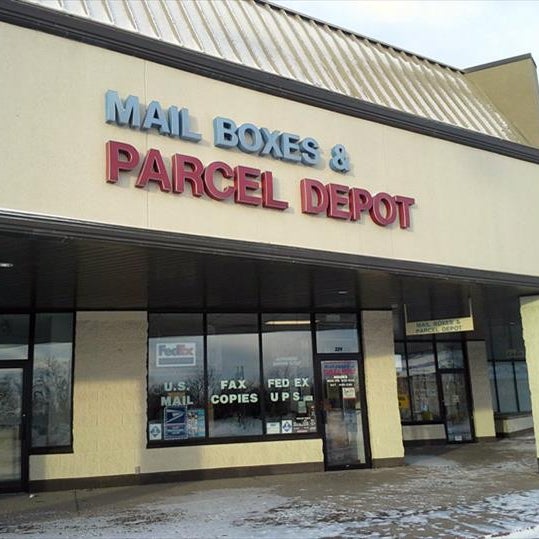 MAIL BOXES &
PARCEL DEPOT
MAIL BOXES &
PARCEL DEPOT
FedEx
U.S. MAIL
FAX COPIES
FED EX UPS